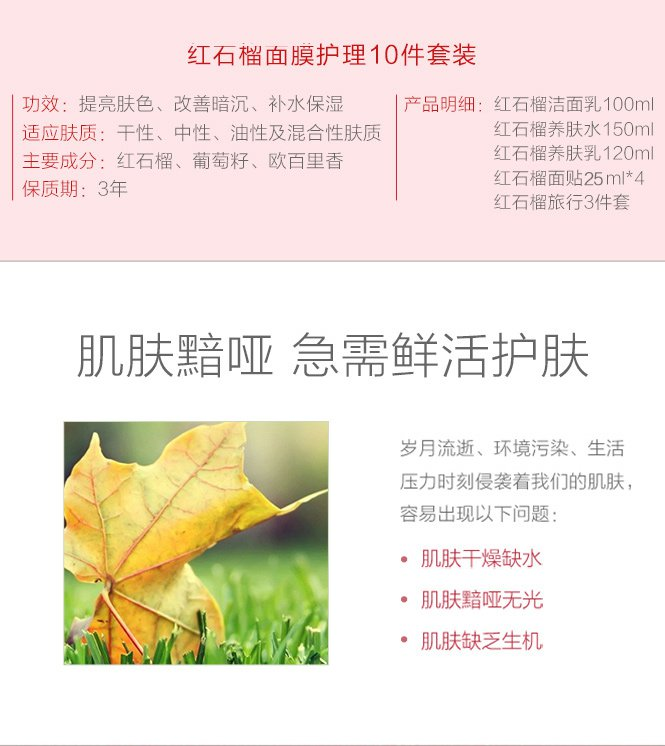 红石榴面膜护理10件套装
功效：提亮肤色、改善暗沉、补水保湿
适应肤质：干性、中性、油性及混合性肤质
主要成分：红石榴、葡萄籽、欧百里香
保质期：3年
产品明细：红石榴洁面乳100ml
红石榴养肤水150ml
红石榴养肤乳120ml
红石榴面贴25ml*4
红石榴旅行3件套
肌肤黯哑 急需鲜活护肤
岁月流逝、环境污染、生活
压力时刻侵袭着我们的肌肤，
容易出现以下问题：
• 肌肤干燥缺水
• 肌肤黯哑无光
• 肌肤缺乏生机